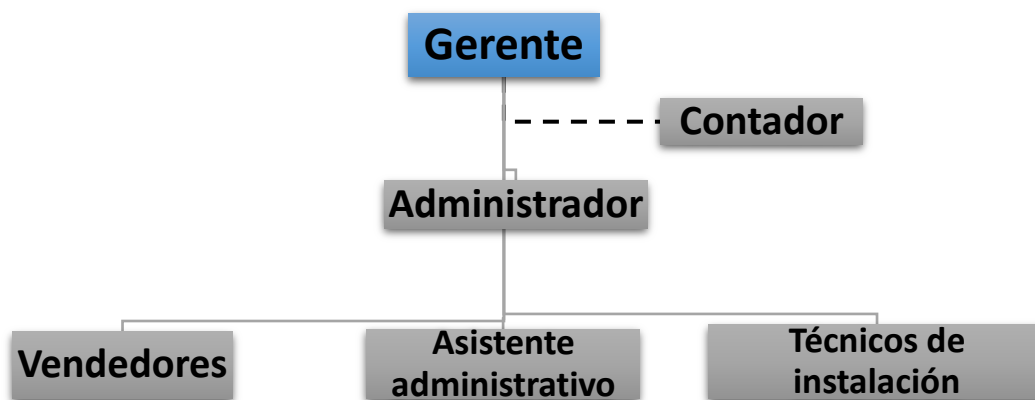 Gerente
Contador
Administrador
Vendedores
Asistente
administrativo
Técnicos de
instalación